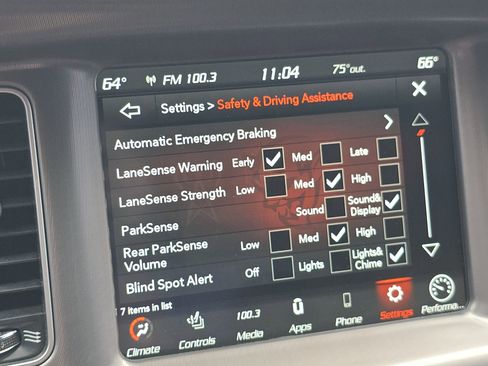 64° FM 100.3 11:04 75°out. 66°
Settings > Safety & Driving Assistance
Automatic Emergency Braking
LaneSense Warning Early Med Late
LaneSense Strength Low Med High
ParkSense Sound Sound& Display
Rear ParkSense Volume Low Med High
Blind Spot Alert Off Lights Lights& Chime
7 items in list
Climate Controls 100.3 Media Apps Phone Settings Performa...